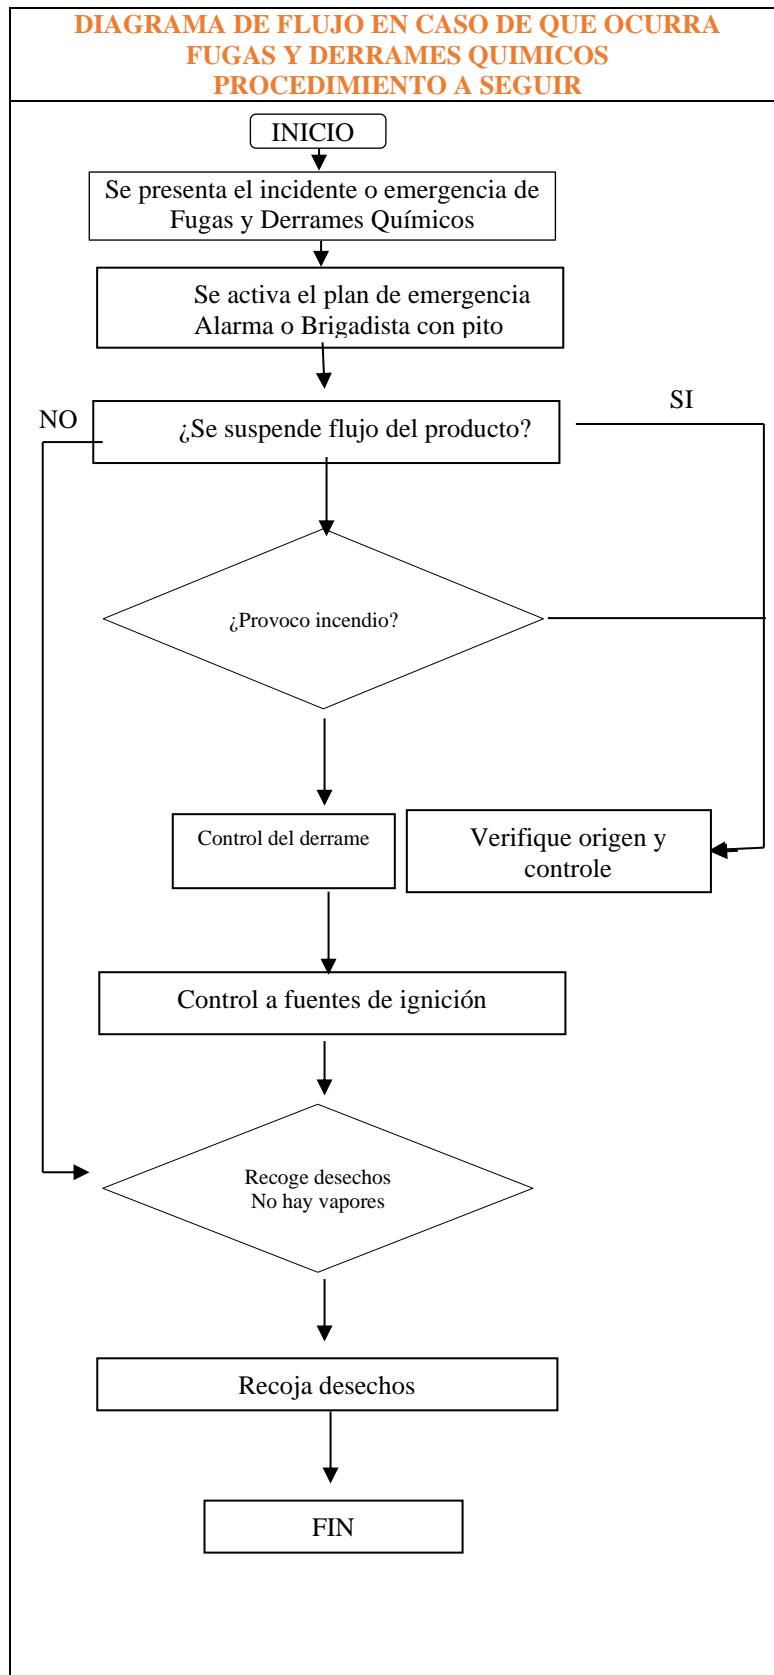 DIAGRAMA DE FLUJO EN CASO DE QUE OCURRA
FUGAS Y DERRAMES QUIMICOS
PROCEDIMIENTO A SEGUIR
INICIO
Se presenta el incidente o emergencia de
Fugas y Derrames Químicos
Se activa el plan de emergencia
Alarma o Brigadista con pito
NO
SI
¿Se suspende flujo del producto?
¿Provoco incendio?
Control del derrame
Verifique origen y
controle
Control a fuentes de ignición
Recoge desechos
No hay vapores
Recoja desechos
FIN